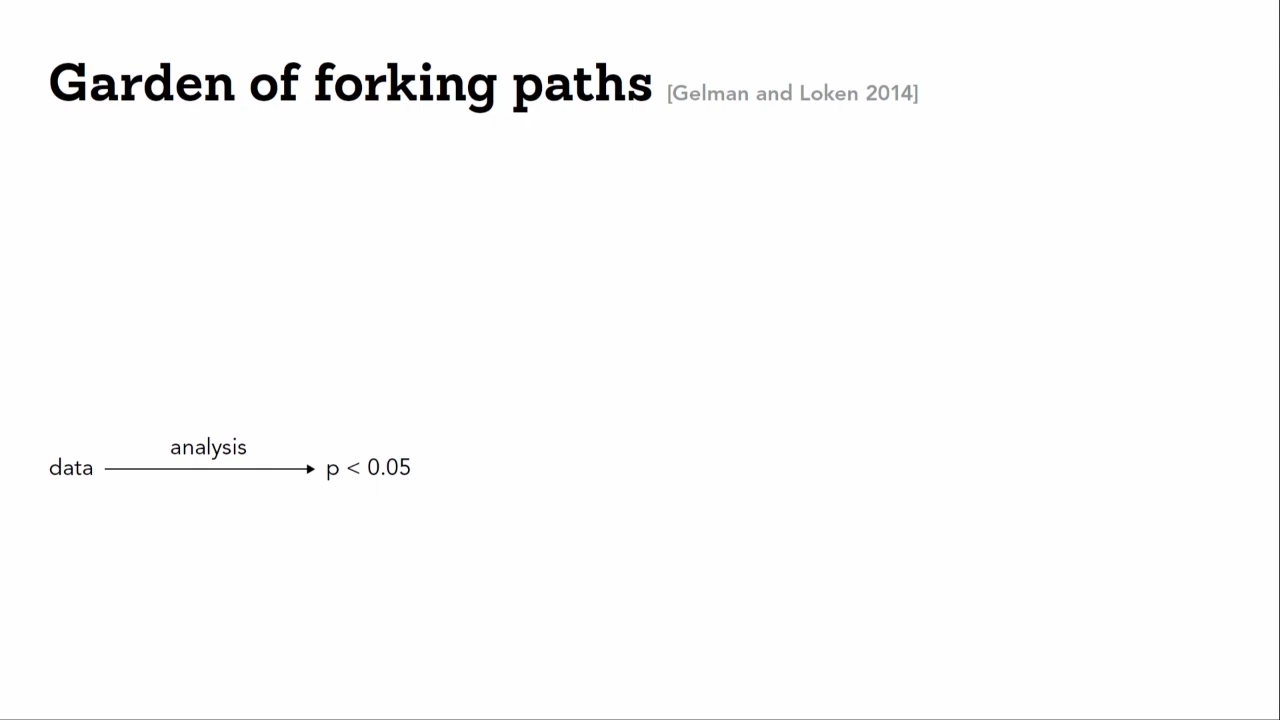 Garden of forking paths [Gelman and Loken 2014]
analysis
data p < 0.05